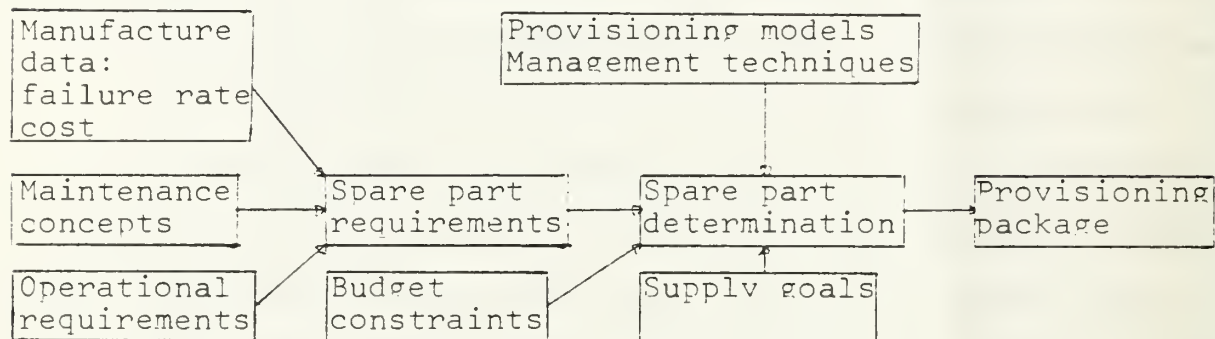 Manufacture
data:
failure rate
cost
Provisioning models
Management techniques
Maintenance
concepts
Spare part
requirements
Spare part
determination
Provisioning
package
Operational
requirements
Budget
constraints
Supply goals